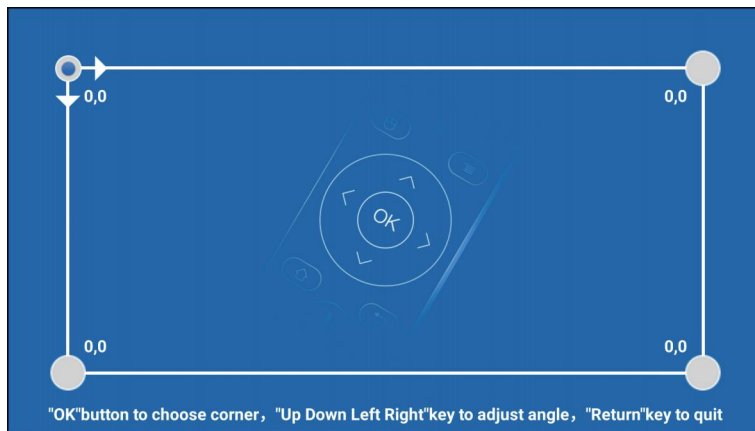 0,0
0,0
OK
0,0
0,0
"OK"button to choose corner，"Up Down Left Right"key to adjust angle，"Return"key to quit